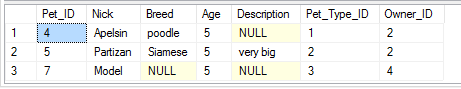 Pet_ID Nick Breed Age Description Pet_Type_ID Owner_ID
1 4 Apelsin poodle 5 NULL 1 2
2 5 Partizan Siamese 5 very big 2 2
3 7 Model NULL 5 NULL 3 4